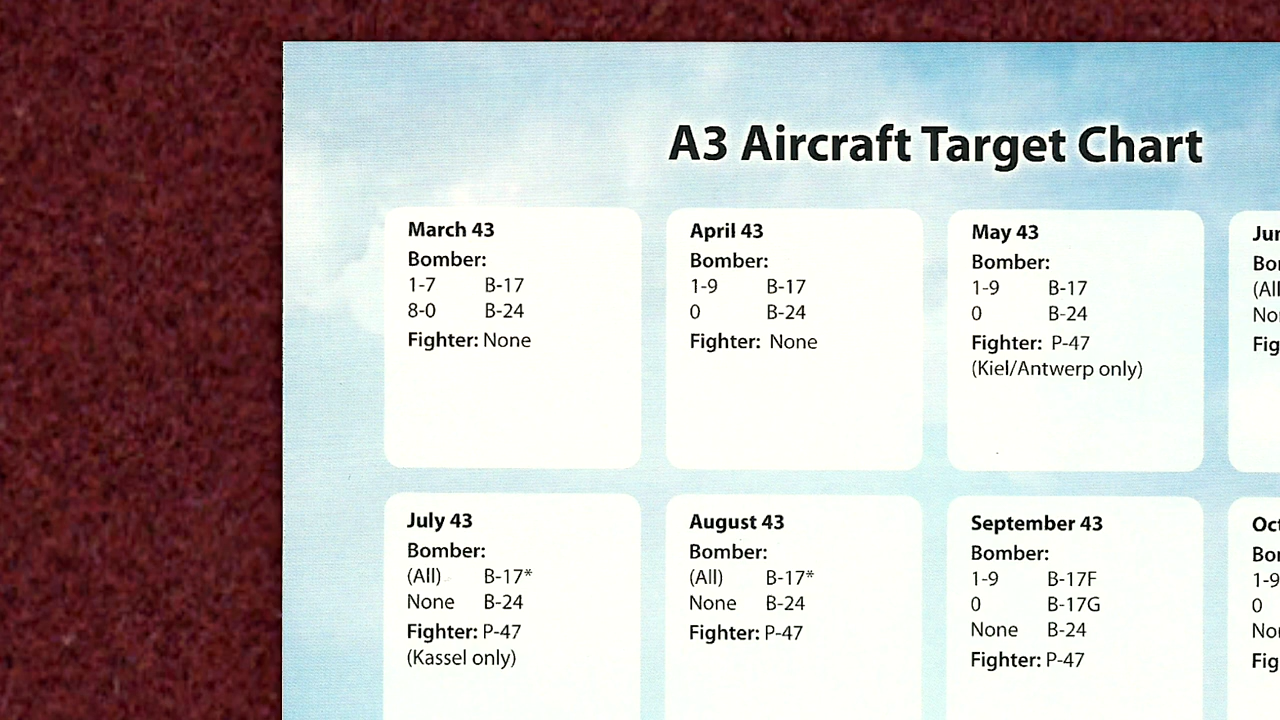 A3 Aircraft Target Chart
March 43
Bomber:
1-7 B-17
8-0 B-24
Fighter: None
April 43
Bomber:
1-9 B-17
0 B-24
Fighter: None
May 43
Bomber:
1-9 B-17
0 B-24
Fighter: P-47
(Kiel/Antwerp only)
July 43
Bomber:
(All) B-17*
None B-24
Fighter: P-47
(Kassel only)
August 43
Bomber:
(All) B-17*
None B-24
Fighter: P-47
September 43
Bomber:
1-9 B-17F
0 B-17G
None B-24
Fighter: P-47
1-9
0